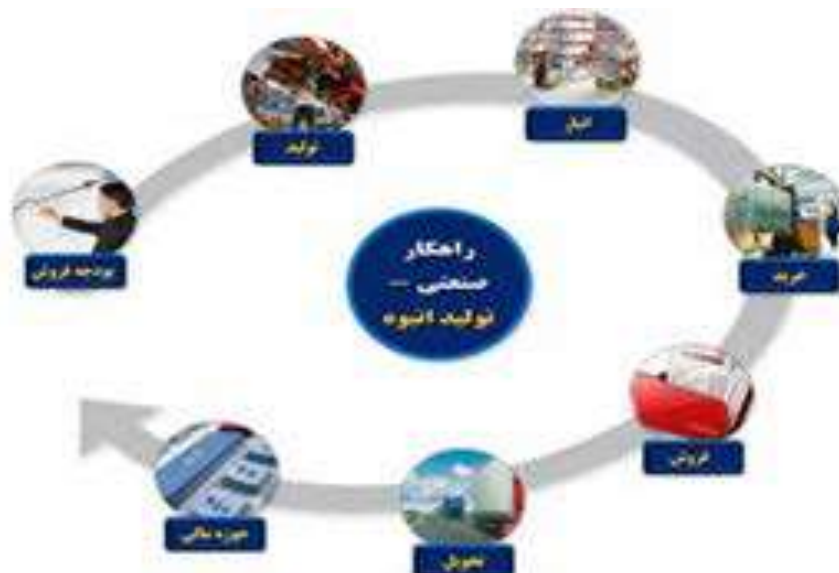 راهکار
صنعتی —
تولید انبوه
بودجه فروش
تولید
انبار
خرید
فروش
تحویل
حوزه مالی